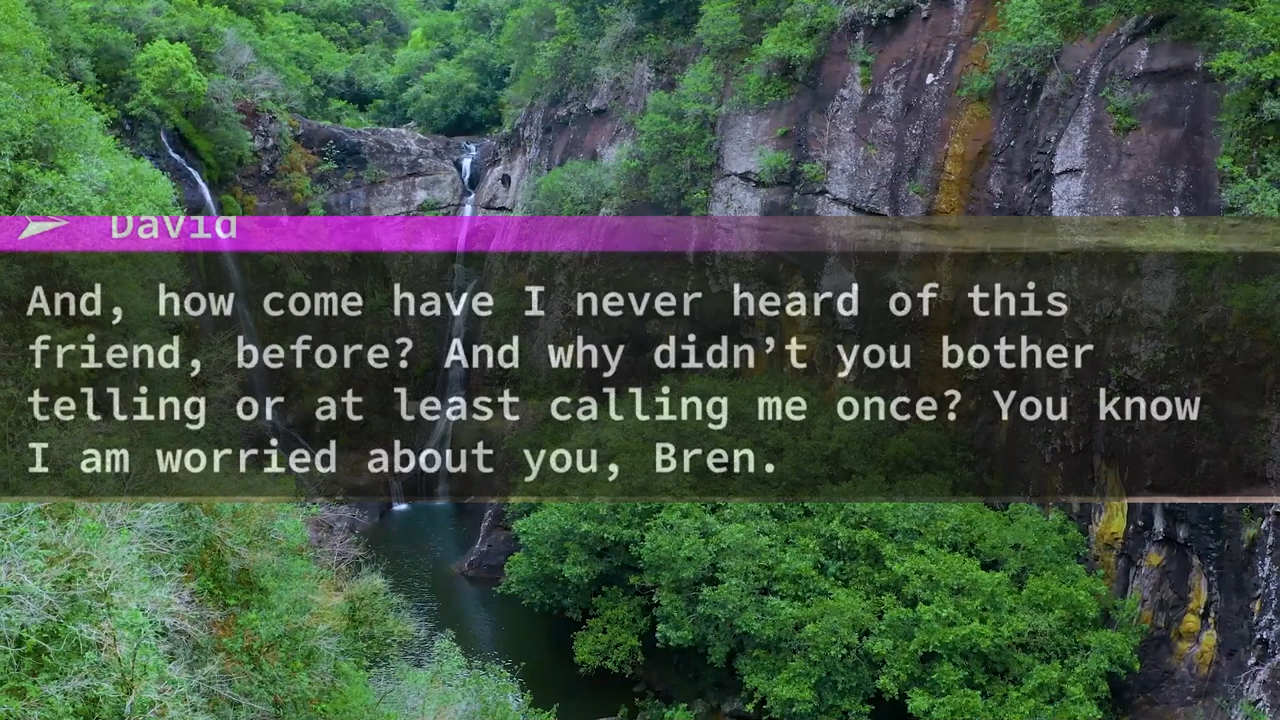 David
And, how come have I never heard of this
friend, before? And why didn’t you bother
telling or at least calling me once? You know
I am worried about you, Bren.